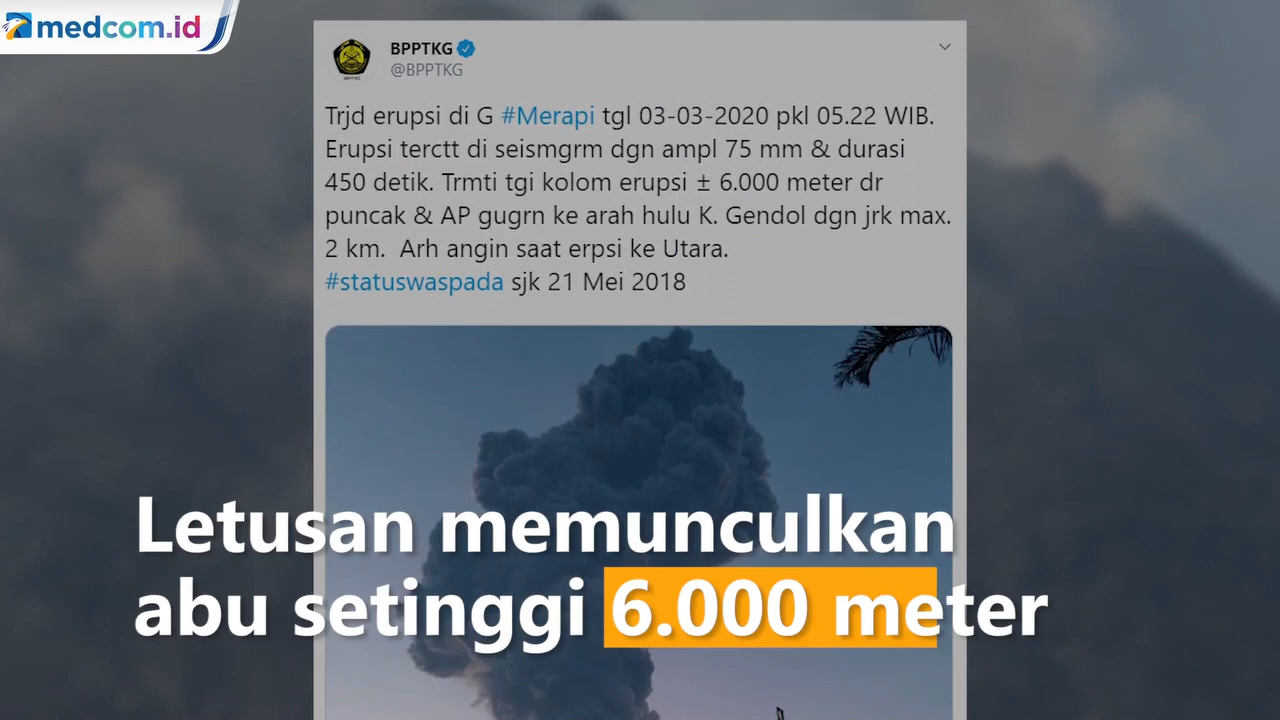 medcom.id
BPPTKG
@BPPTKG
Trjd erupsi di G #Merapi tgl 03-03-2020 pkl 05.22 WIB.
Erupsi terctt di seismgrm dgn ampl 75 mm & durasi
450 detik. Trmti tgi kolom erupsi ± 6.000 meter dr
puncak & AP gugrn ke arah hulu K. Gendol dgn jrk max.
2 km. Arh angin saat erpsi ke Utara.
#statuswaspada sjk 21 Mei 2018
Letusan memunculkan
abu setinggi 6.000 meter